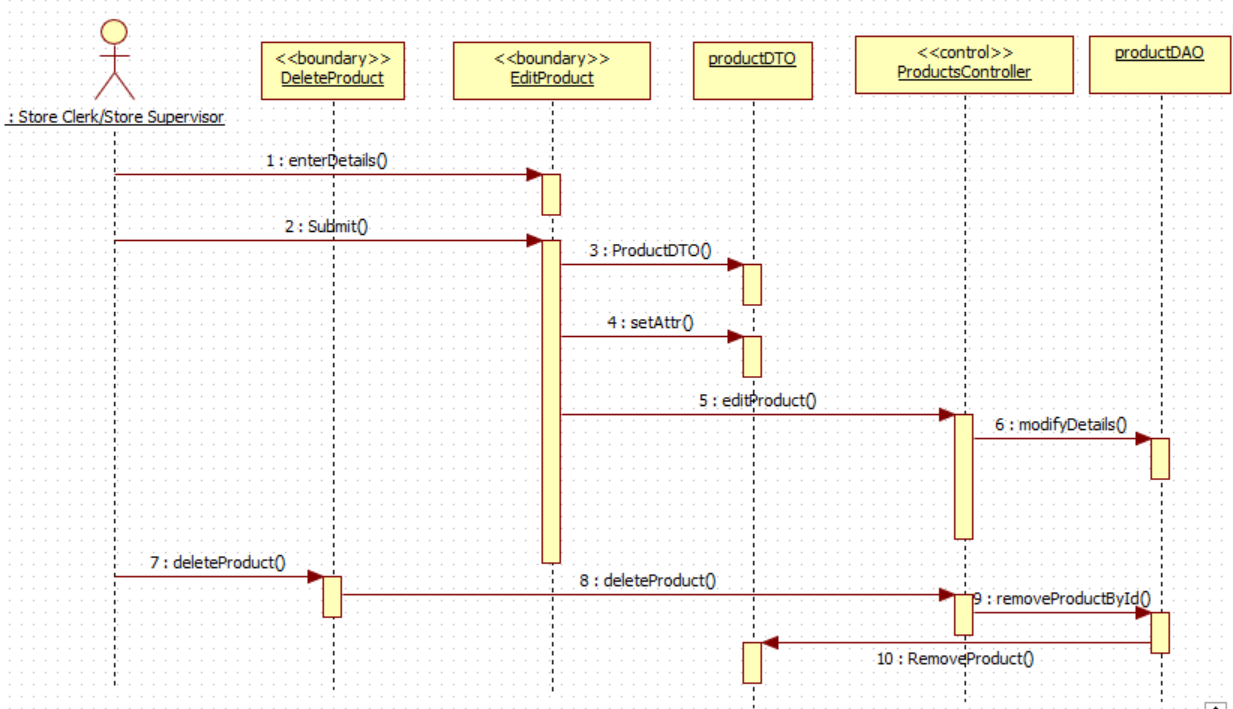 <<boundary>>
DeleteProduct
<<boundary>>
EditProduct
productDTO
<<control>>
ProductsController
productDAO
: Store Clerk/Store Supervisor
1 : enterDetails()
2 : Submit()
3 : ProductDTO()
4 : setAttr()
5 : editProduct()
6 : modifyDetails()
7 : deleteProduct()
8 : deleteProduct()
9 : removeProductById()
10 : RemoveProduct()